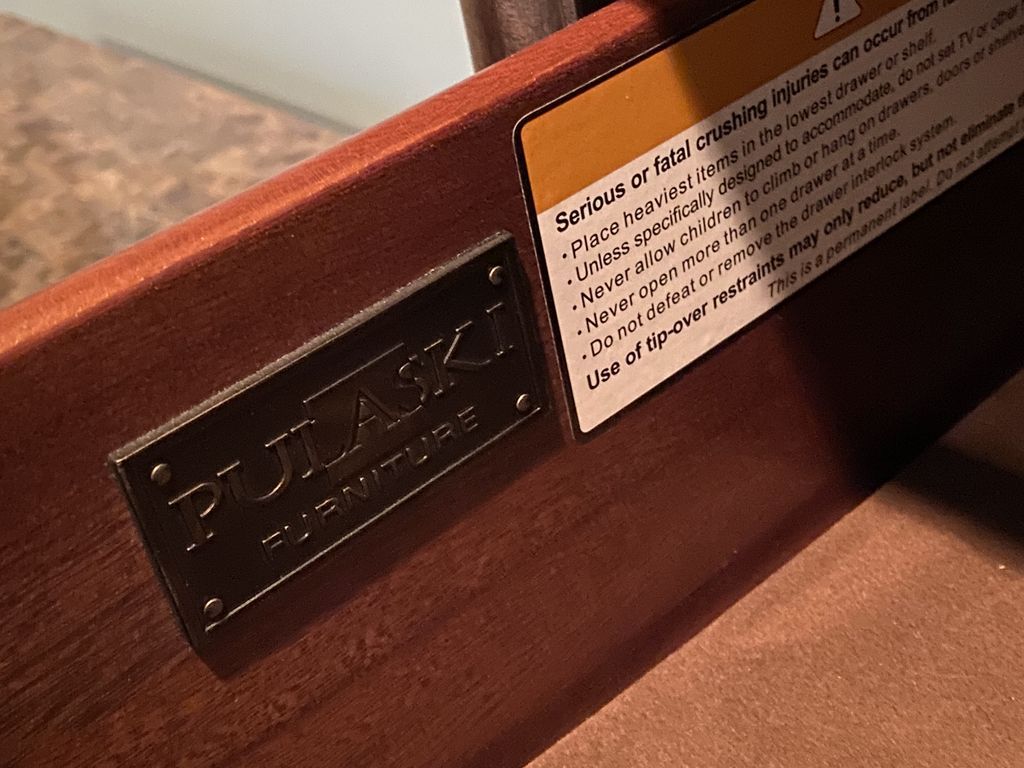 PULASKI
FURNITURE
Serious or fatal crushing injuries can occur from
• Place heaviest items in the lowest drawer or shelf.
• Unless specifically designed to accommodate, do not set TV or other
• Never allow children to climb or hang on drawers, doors or shelves
• Never open more than one drawer at a time.
• Do not defeat or remove the drawer interlock system.
Use of tip-over restraints may only reduce, but not eliminate
This is a permanent label. Do not attempt